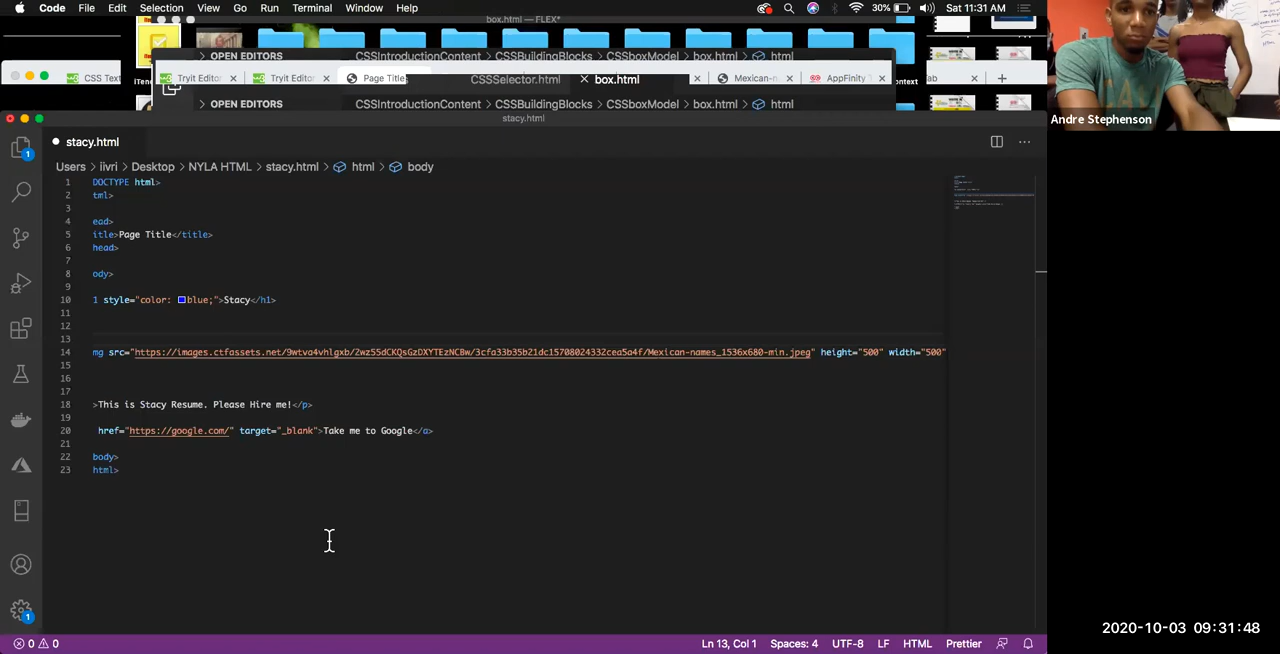 Code File Edit Selection View Go Run Terminal Window Help 30% Sat 11:31 AM
box.html — FLEX*
OPEN EDITORS CSSIntroductionContent > CSSBuildingBlocks > CSSboxModel > box.html > html
CSS Text Tryit Editor × Tryit Editor × Page Title CSSSelector.html × box.html × Mexican-n × AppFinity T × Tab × +
> OPEN EDITORS CSSIntroductionContent > CSSBuildingBlocks > CSSboxModel > box.html > html
stacy.html
Andre Stephenson
● stacy.html
Users > iivri > Desktop > NYLA HTML > stacy.html > html > body
1 DOCTYPE html>
2 tml>
3
4 ead>
5 itle>Page Title</title>
6 head>
7
8 ody>
9
10 1 style="color: blue;">Stacy</h1>
11
12
13
14 mg src="https://images.ctfassets.net/9wtva4vhlgxb/2wz55dCKQsGzDXYTEzNCBw/3cfa33b35b21dc15708024332cea5a4f/Mexican-names_1536x680-min.jpeg" height="500" width="500"
15
16
17
18 >This is Stacy Resume. Please Hire me!</p>
19
20 href="https://google.com/" target="_blank">Take me to Google</a>
21
22 body>
23 html>
0 0 Ln 13, Col 1 Spaces: 4 UTF-8 LF HTML Prettier
2020-10-03 09:31:48